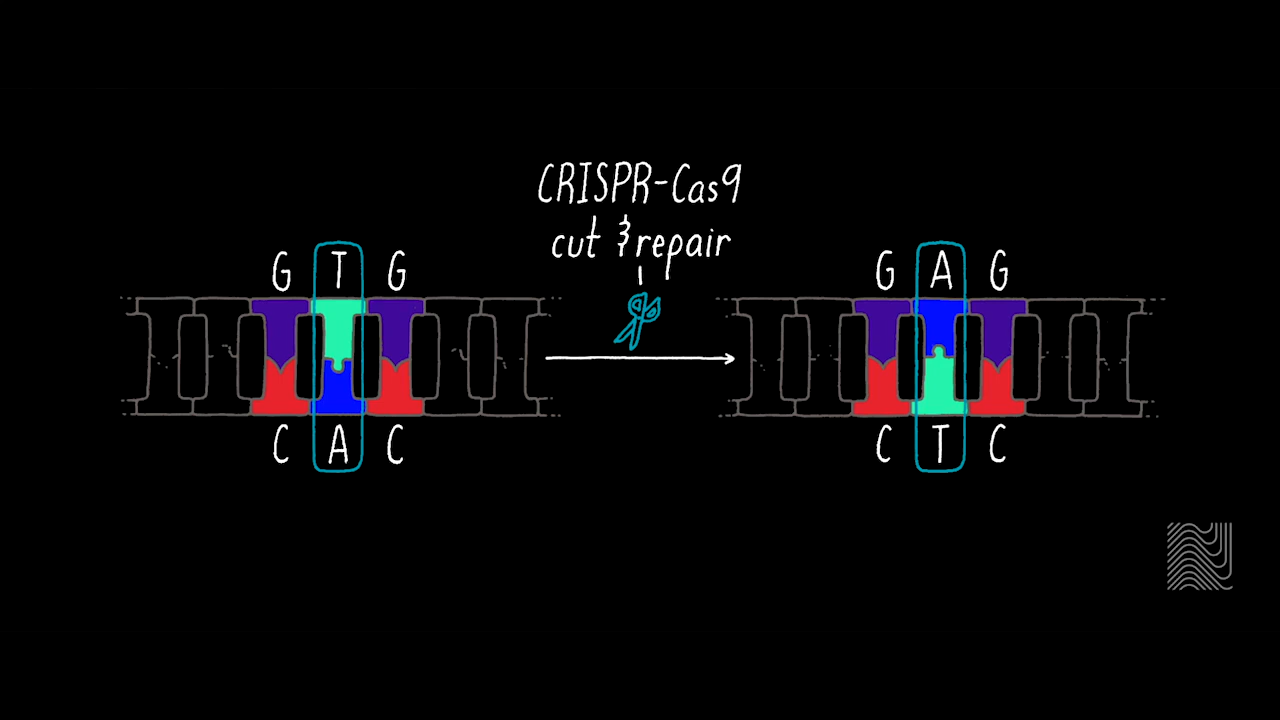 CRISPR-Cas9
cut & repair
G T G
C A C
G A G
C T C